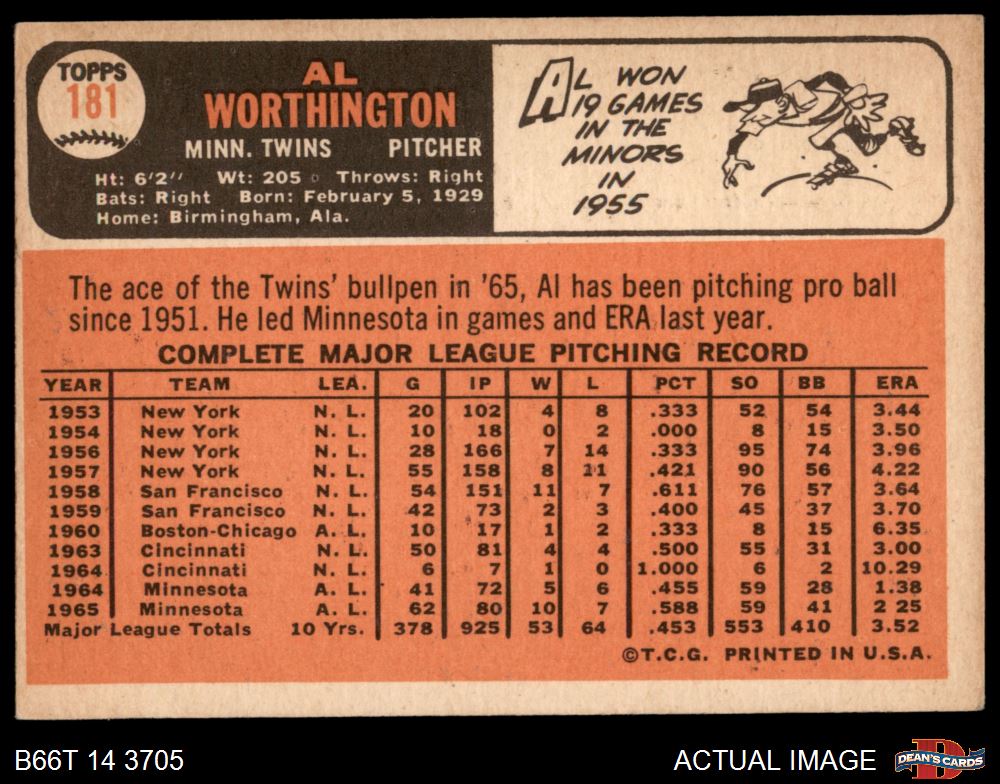 TOPPS
181
AL
WORTHINGTON
MINN. TWINS PITCHER
Ht: 6'2" Wt: 205 Throws: Right
Bats: Right Born: February 5, 1929
Home: Birmingham, Ala.
AL WON
19 GAMES
IN THE
MINORS
IN
1955
The ace of the Twins' bullpen in '65, Al has been pitching pro ball
since 1951. He led Minnesota in games and ERA last year.
COMPLETE MAJOR LEAGUE PITCHING RECORD
YEAR TEAM LEA. G IP W L PCT SO BB ERA
1953 New York N. L. 20 102 4 8 .333 52 54 3.44
1954 New York N. L. 10 18 0 2 .000 8 15 3.50
1956 New York N. L. 28 166 7 14 .333 95 74 3.96
1957 New York N. L. 55 158 8 11 .421 90 56 4.22
1958 San Francisco N. L. 54 151 11 7 .611 76 57 3.64
1959 San Francisco N. L. 42 73 2 3 .400 45 37 3.70
1960 Boston-Chicago A. L. 10 17 1 2 .333 8 15 6.35
1963 Cincinnati N. L. 50 81 4 4 .500 55 31 3.00
1964 Cincinnati N. L. 6 7 1 0 1.000 6 2 10.29
1964 Minnesota A. L. 41 72 5 6 .455 59 28 1.38
1965 Minnesota A. L. 62 80 10 7 .588 59 41 2 25
Major League Totals 10 Yrs. 378 925 53 64 .453 553 410 3.52
©T.C.G. PRINTED IN U.S.A.
B66T 14 3705 ACTUAL IMAGE
DEAN'S CARDS